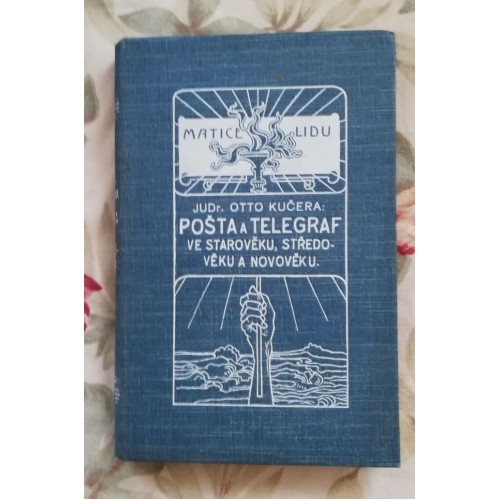 MATICE LIDU
JUDr. OTTO KUČERA:
POŠTA A TELEGRAF
VE STAROVĚKU, STŘEDO-
VĚKU A NOVOVĚKU.